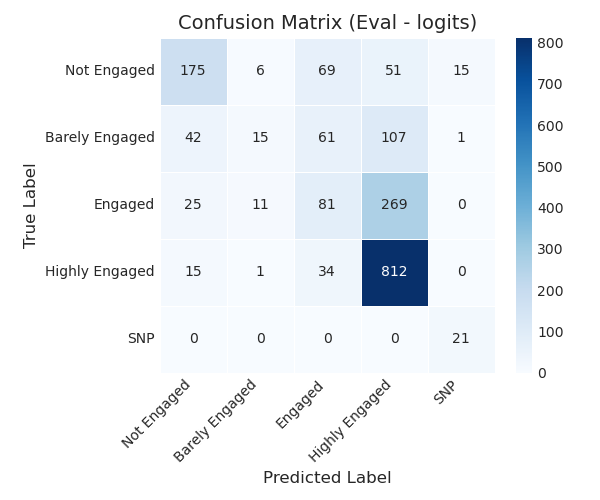 Confusion Matrix (Eval - logits)
Not Engaged 175 6 69 51 15
Barely Engaged 42 15 61 107 1
Engaged 25 11 81 269 0
Highly Engaged 15 1 34 812 0
SNP 0 0 0 0 21
Not Engaged Barely Engaged Engaged Highly Engaged SNP
Predicted Label
True Label
800
700
600
500
400
300
200
100
0